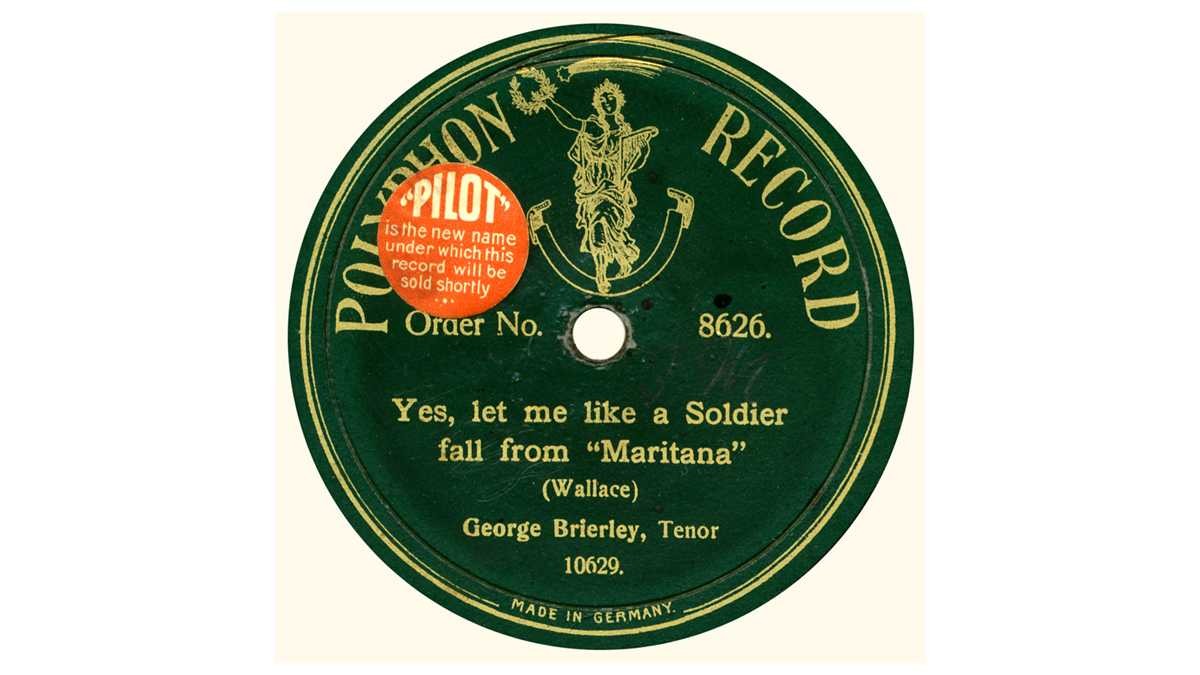 POLYPHON RECORD
"PILOT"
is the new name
under which this
record will be
sold shortly
Order No. 8626.
Yes, let me like a Soldier
fall from "Maritana"
(Wallace)
George Brierley, Tenor
10629.
MADE IN GERMANY.